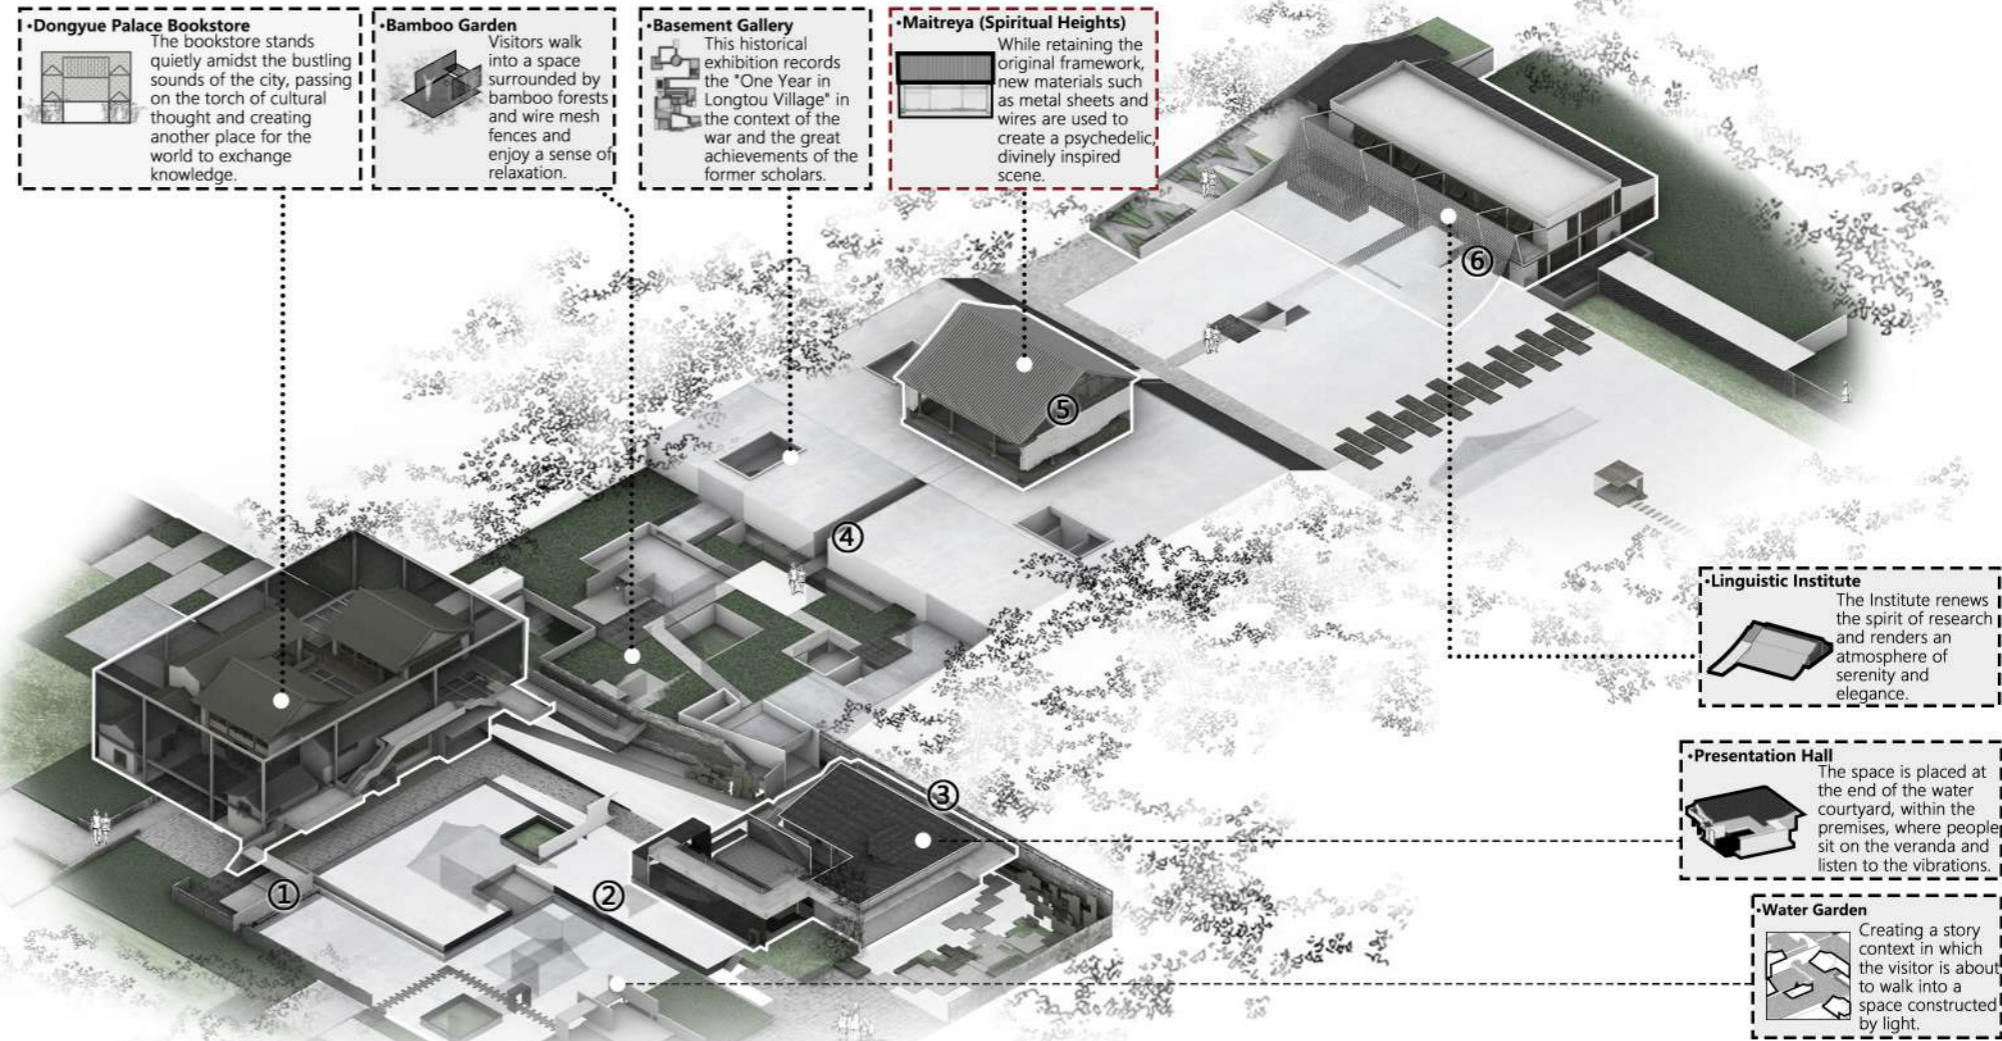 ·Dongyue Palace Bookstore
The bookstore stands
quietly amidst the bustling
sounds of the city, passing
on the torch of cultural
thought and creating
another place for the
world to exchange
knowledge.
·Bamboo Garden
Visitors walk
into a space
surrounded by
bamboo forests
and wire mesh
fences and
enjoy a sense of
relaxation.
·Basement Gallery
This historical
exhibition records
the "One Year in
Longtou Village" in
the context of the
war and the great
achievements of the
former scholars.
·Maitreya (Spiritual Heights)
While retaining the
original framework,
new materials such
as metal sheets and
wires are used to
create a psychedelic,
divinely inspired
scene.
⑥
⑤
④
·Linguistic Institute
The Institute renews
the spirit of research
and renders an
atmosphere of
serenity and
elegance.
·Presentation Hall
The space is placed at
the end of the water
courtyard, within the
premises, where people
sit on the veranda and
listen to the vibrations.
③
①
②
·Water Garden
Creating a story
context in which
the visitor is about
to walk into a
space constructed
by light.